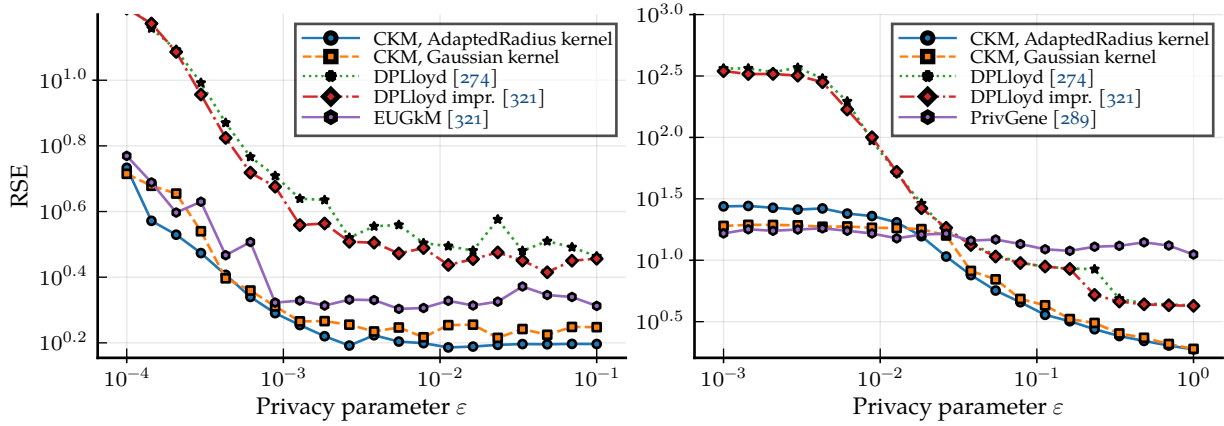 CKM, AdaptedRadius kernel
CKM, Gaussian kernel
DPLloyd [274]
DPLloyd impr. [321]
EUGkM [321]
RSE
10^1.0
10^0.8
10^0.6
10^0.4
10^0.2
10^−4
10^−3
10^−2
10^−1
Privacy parameter ε
CKM, AdaptedRadius kernel
CKM, Gaussian kernel
DPLloyd [274]
DPLloyd impr. [321]
PrivGene [289]
10^3.0
10^2.5
10^2.0
10^1.5
10^1.0
10^0.5
10^−3
10^−2
10^−1
10^0
Privacy parameter ε